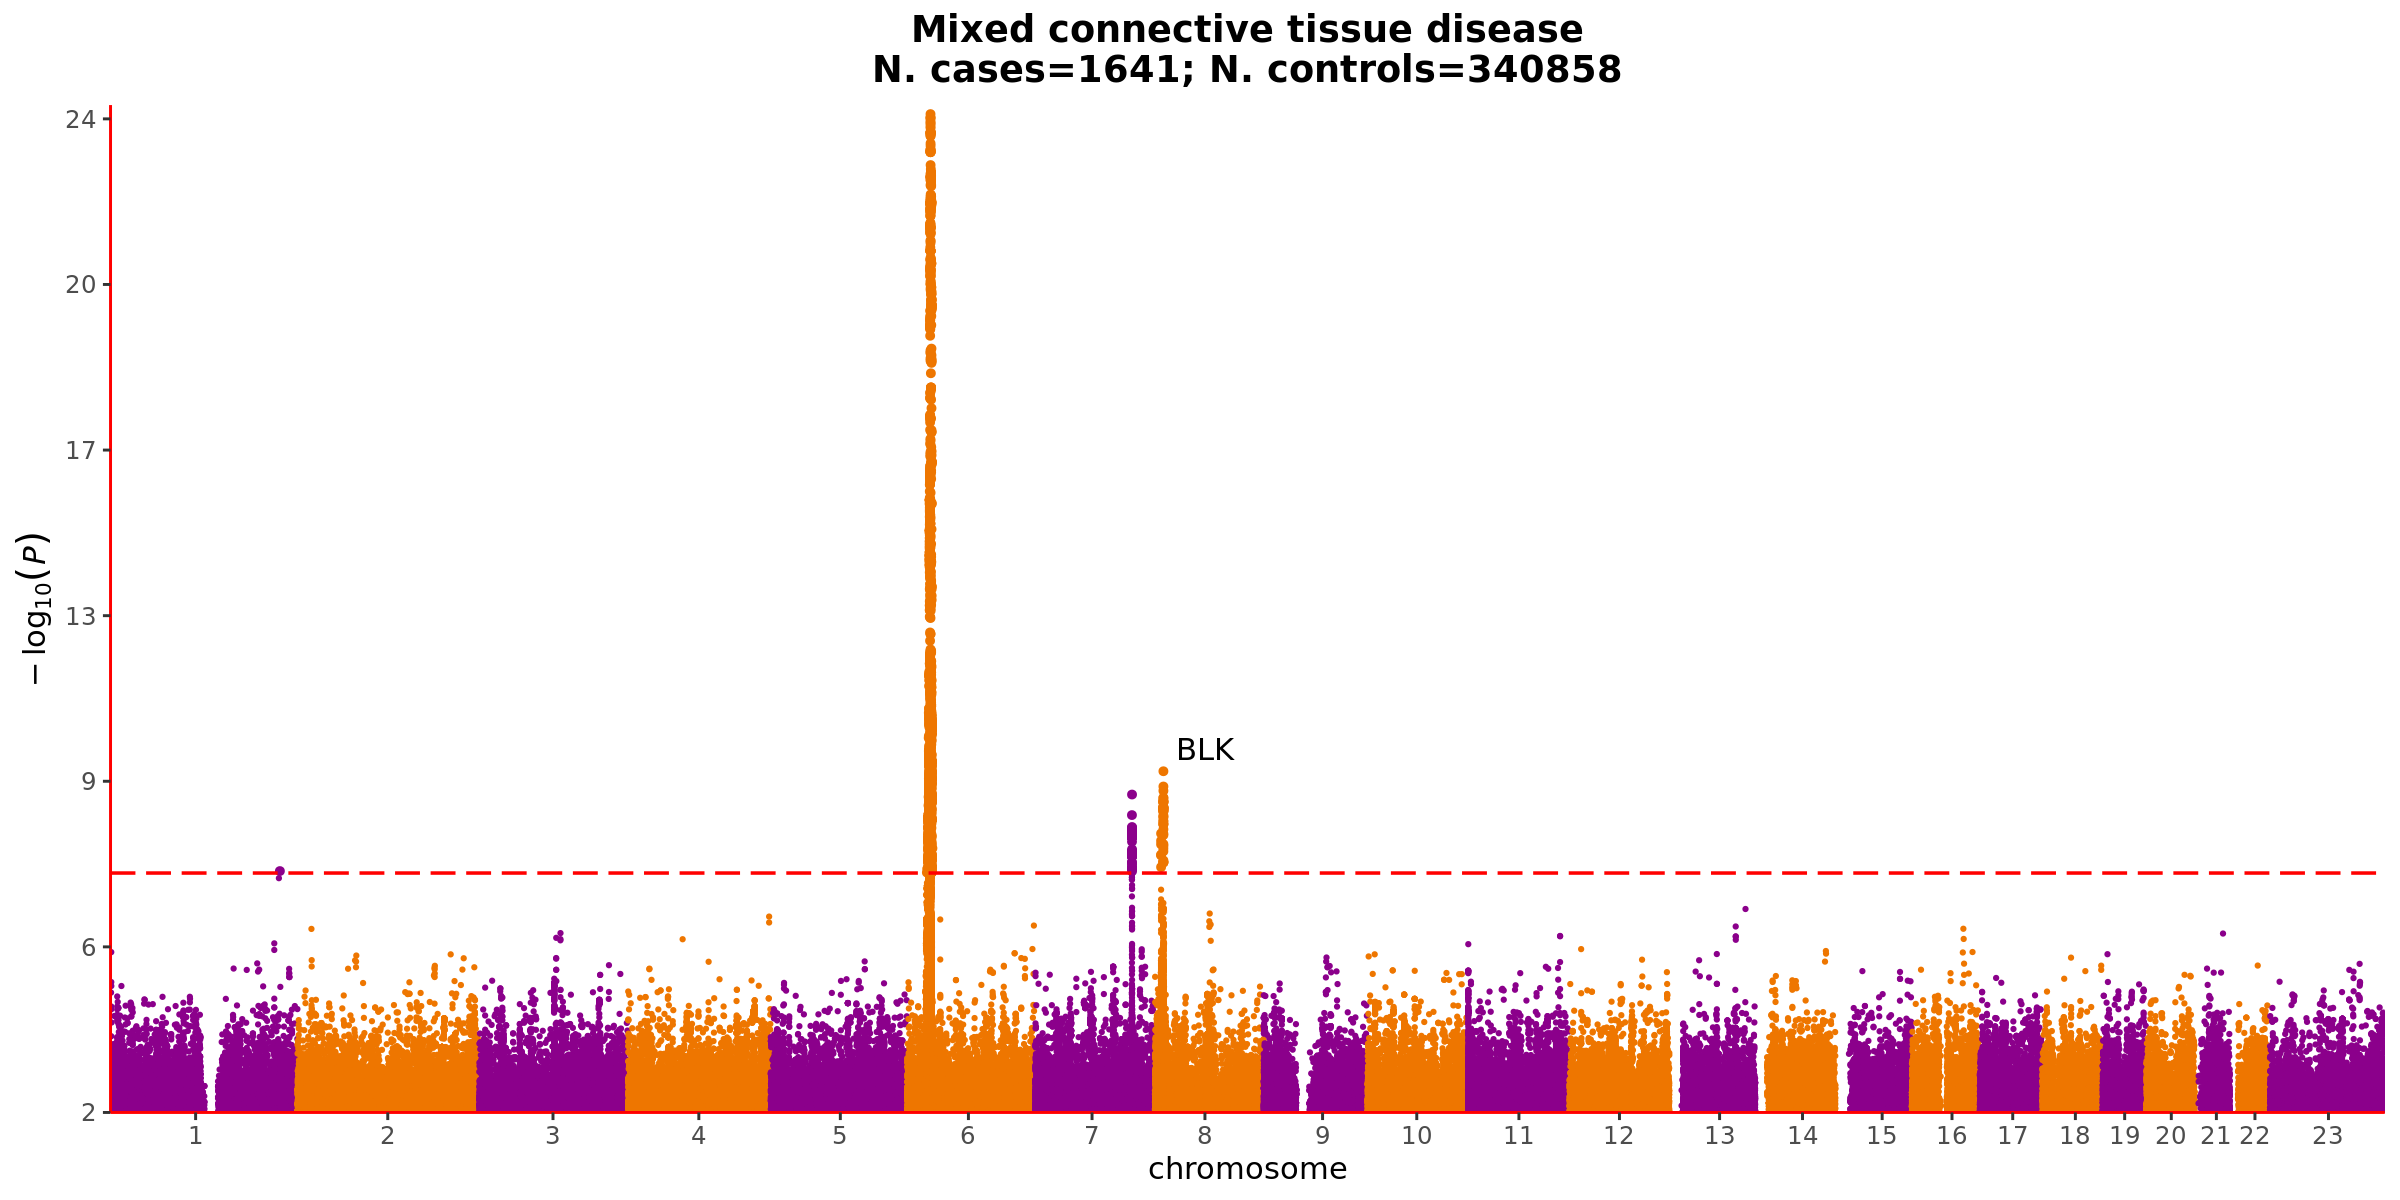 Mixed connective tissue disease
N. cases=1641; N. controls=340858
24
20
17
13
9
6
2
− log₁₀(P)
BLK
1 2 3 4 5 6 7 8 9 10 11 12 13 14 15 16 17 18 19 20 21 22 23
chromosome